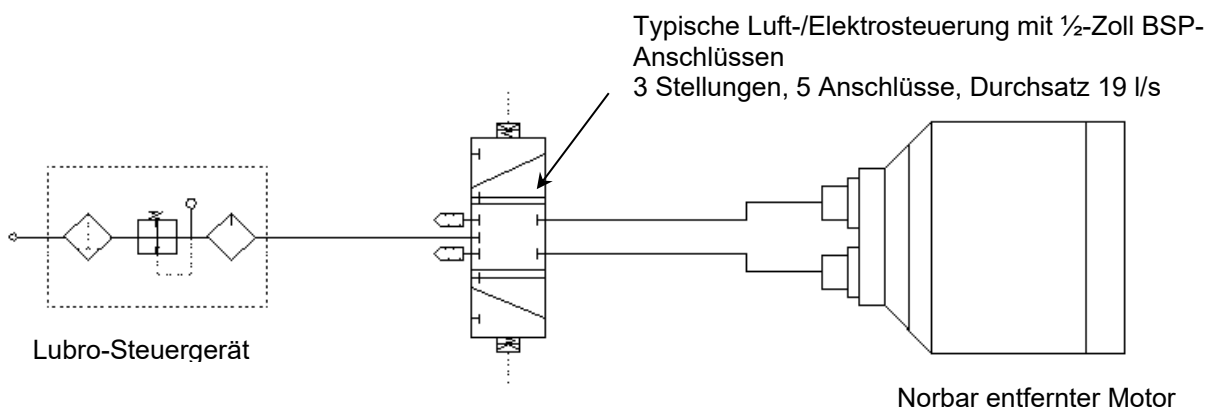 Typische Luft-/Elektrosteuerung mit ½-Zoll BSP-
Anschlüssen
3 Stellungen, 5 Anschlüsse, Durchsatz 19 l/s
Lubro-Steuergerät
Norbar entfernter Motor